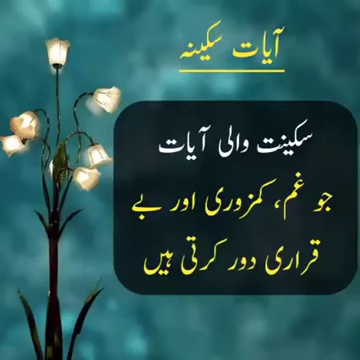 آیات سکینہ
سکینت والی آیات
جو غم، کمزوری اور بے
قراری دور کرتی ہیں